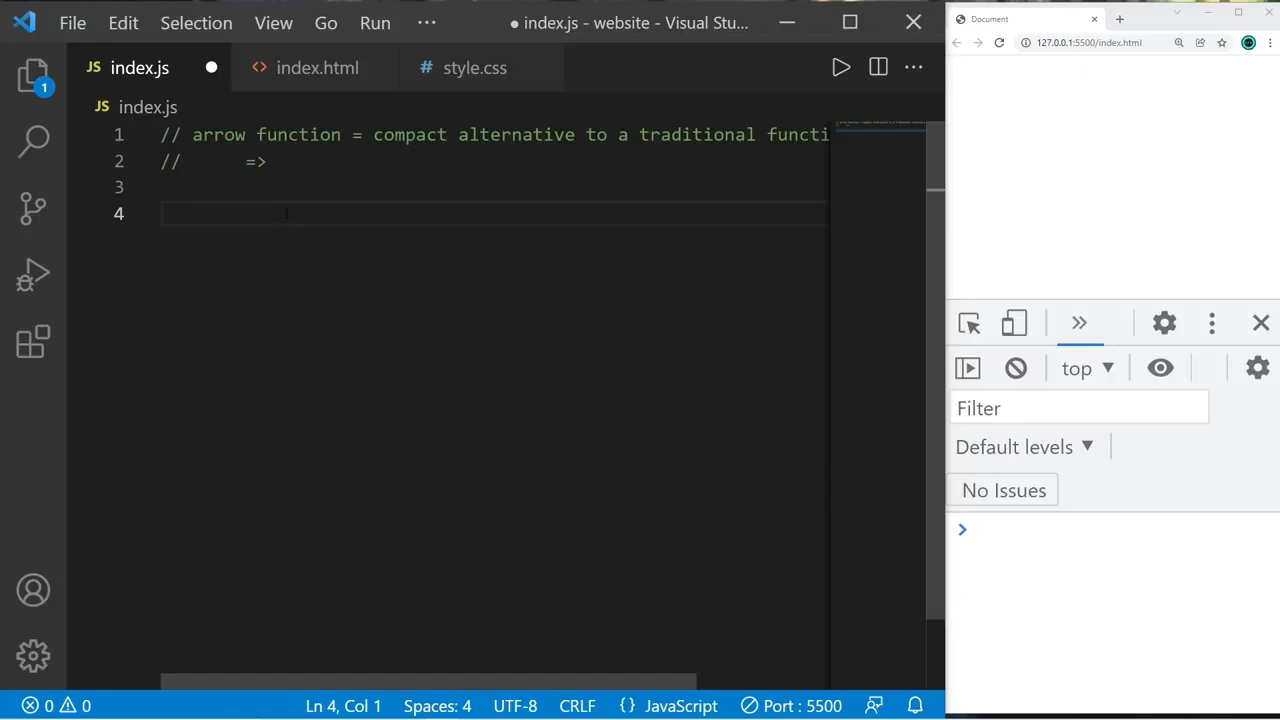 File Edit Selection View Go Run ··· ● index.js - website - Visual Stu...
JS index.js ● <> index.html # style.css
JS index.js
1 // arrow function = compact alternative to a traditional functi
2 // =>
3
4
1
Ln 4, Col 1 Spaces: 4 UTF-8 CRLF {} JavaScript Port : 5500
0 0
Document
127.0.0.1:5500/index.html
top ▼
Filter
Default levels ▼
No Issues